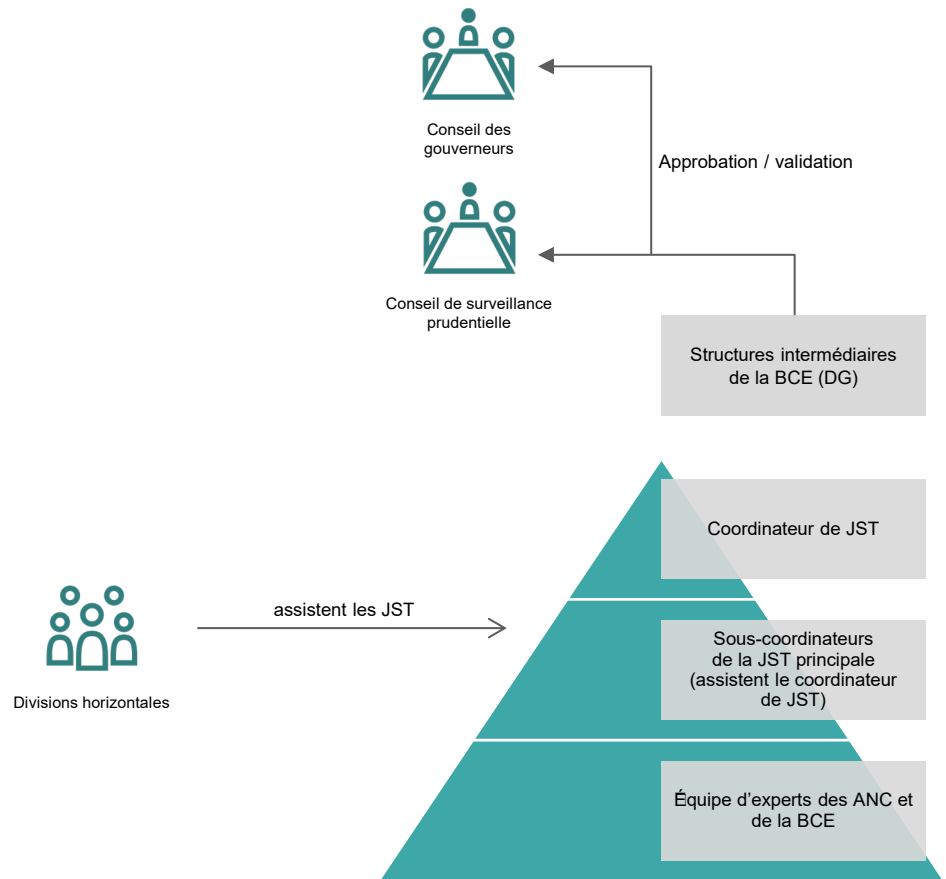 Conseil des
gouverneurs
Approbation / validation
Conseil de surveillance
prudentielle
Structures intermédiaires
de la BCE (DG)
Coordinateur de JST
assistent les JST
Divisions horizontales
Sous-coordinateurs
de la JST principale
(assistent le coordinateur
de JST)
Équipe d’experts des ANC et
de la BCE